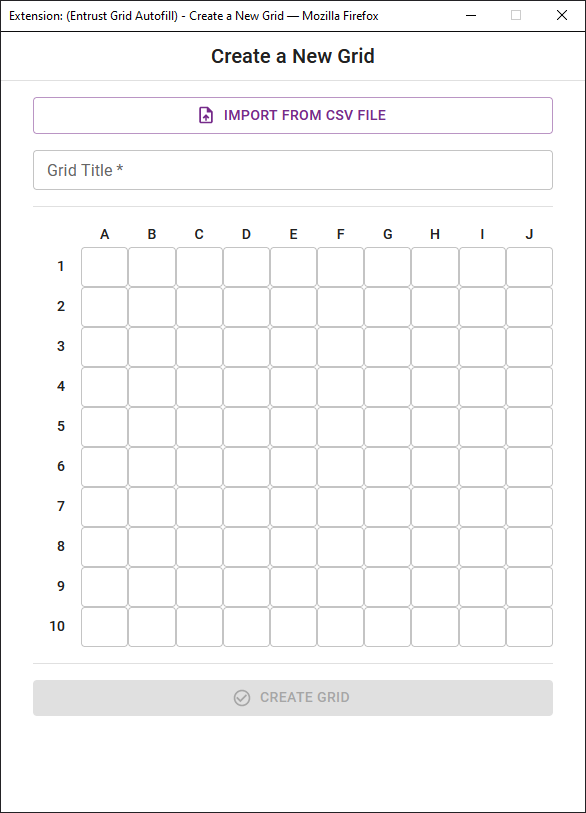 Extension: (Entrust Grid Autofill) - Create a New Grid — Mozilla Firefox
Create a New Grid
IMPORT FROM CSV FILE
Grid Title *
A B C D E F G H I J
1
2
3
4
5
6
7
8
9
10
CREATE GRID